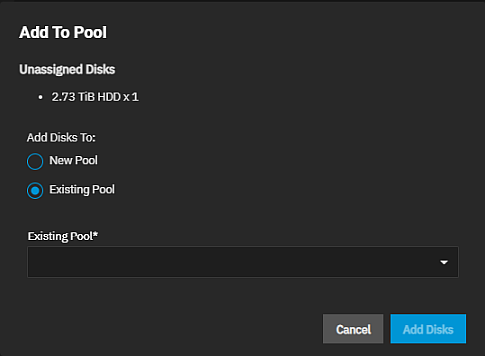 Add To Pool
Unassigned Disks
• 2.73 TiB HDD x 1
Add Disks To:
New Pool
Existing Pool
Existing Pool*
Cancel
Add Disks